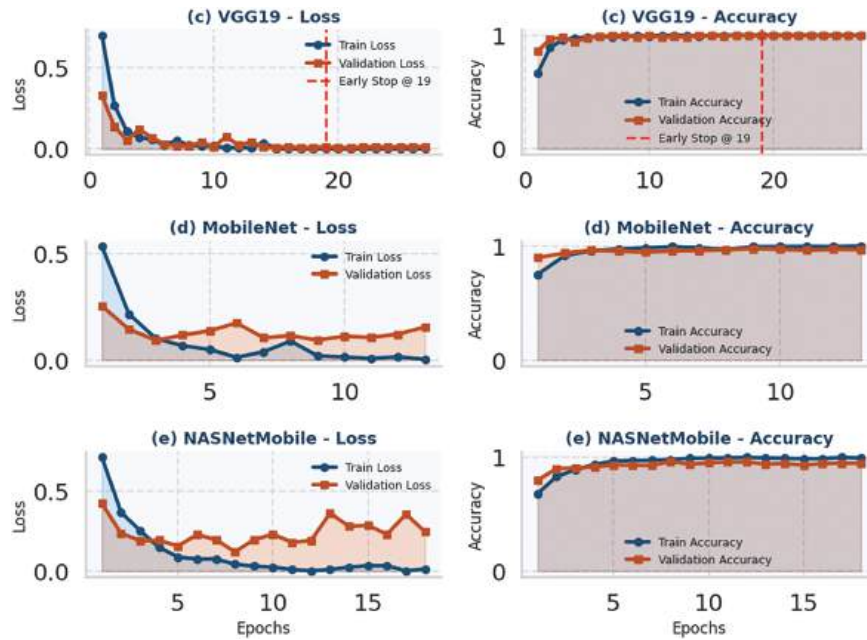 (c) VGG19 - Loss
Loss
0.5
0.0
0
10
20
Train Loss
Validation Loss
Early Stop @ 19
(c) VGG19 - Accuracy
Accuracy
1
0
0
20
Train Accuracy
Validation Accuracy
Early Stop @ 19
(d) MobileNet - Loss
Loss
0.5
0.0
5
10
Train Loss
Validation Loss
(d) MobileNet - Accuracy
Accuracy
1
0
5
10
Train Accuracy
Validation Accuracy
(e) NASNetMobile - Loss
Loss
0.5
0.0
5
10
15
Epochs
Train Loss
Validation Loss
(e) NASNetMobile - Accuracy
Accuracy
1
0
5
10
15
Epochs
Train Accuracy
Validation Accuracy